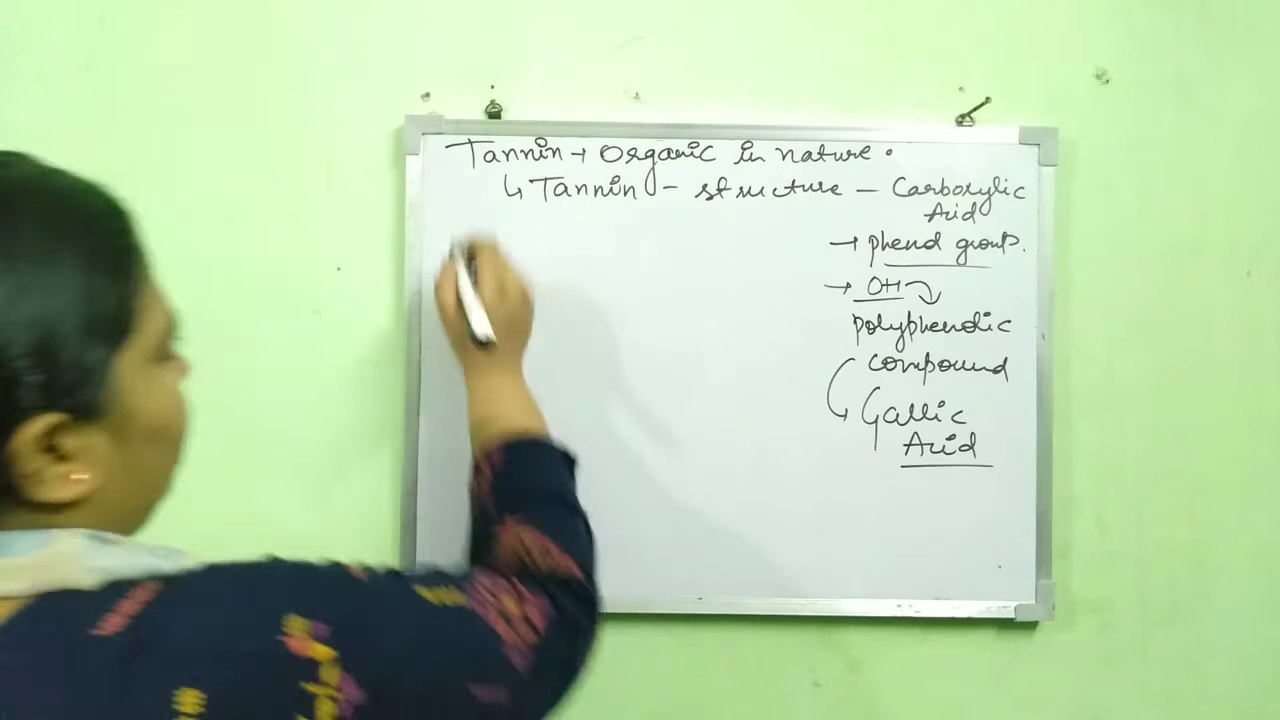 Tannin → Organic in nature.
↳ Tannin - structure - Carboxylic
Acid
→ phenol group.
→ OH
polyphenolic
compound
Gallic
Acid